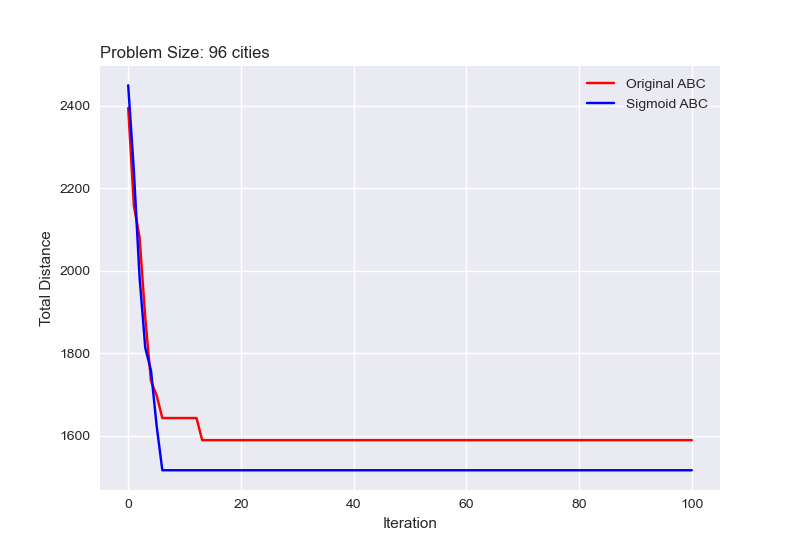 Problem Size: 96 cities
Original ABC
Sigmoid ABC
Total Distance
2400
2200
2000
1800
1600
0 20 40 60 80 100
Iteration